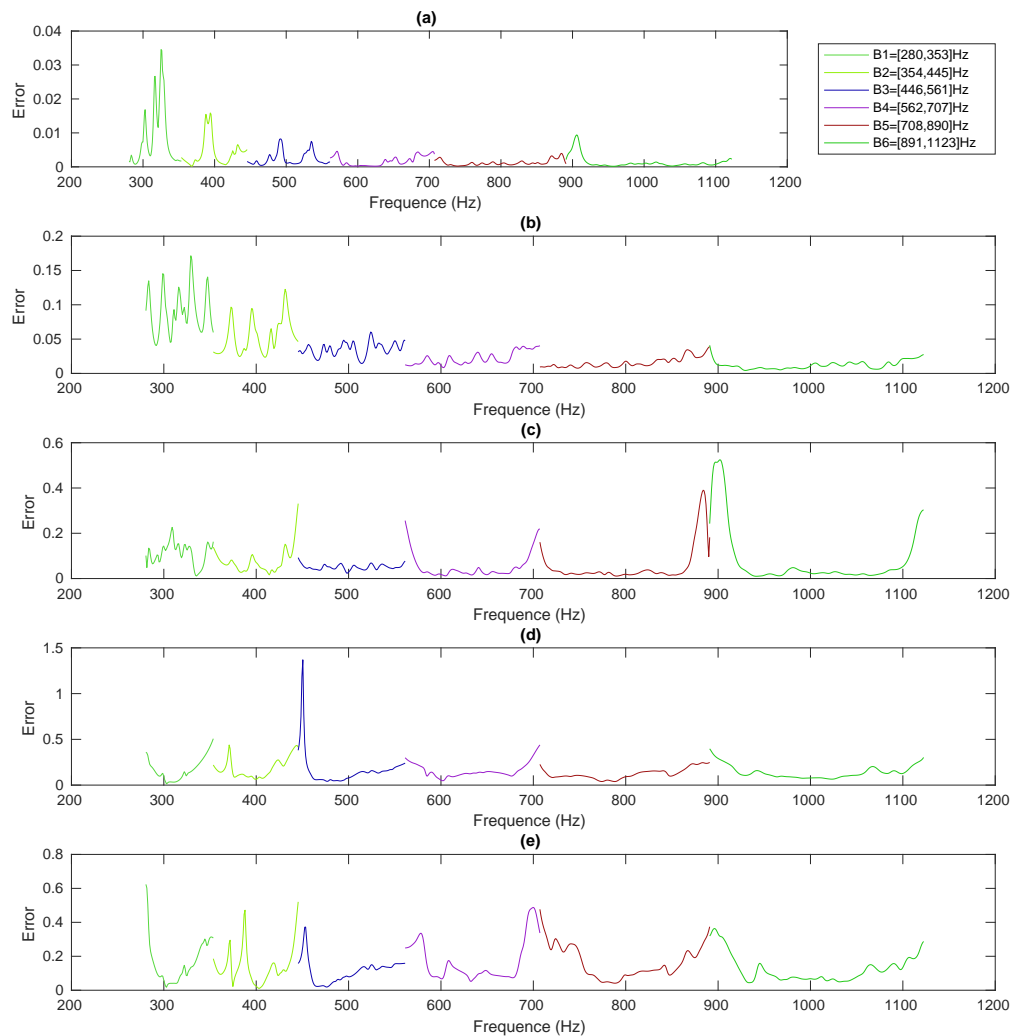 (a)
0.04
0.03
0.02
0.01
0
Error
200 300 400 500 600 700 800 900 1000 1100 1200
Frequence (Hz)
B1=[280,353]Hz
B2=[354,445]Hz
B3=[446,561]Hz
B4=[562,707]Hz
B5=[708,890]Hz
B6=[891,1123]Hz
(b)
0.2
0.15
0.1
0.05
0
Error
200 300 400 500 600 700 800 900 1000 1100 1200
Frequence (Hz)
(c)
0.6
0.4
0.2
0
Error
200 300 400 500 600 700 800 900 1000 1100 1200
Frequence (Hz)
(d)
1.5
1
0.5
0
Error
200 300 400 500 600 700 800 900 1000 1100 1200
Frequence (Hz)
(e)
0.8
0.6
0.4
0.2
0
Error
200 300 400 500 600 700 800 900 1000 1100 1200
Frequence (Hz)